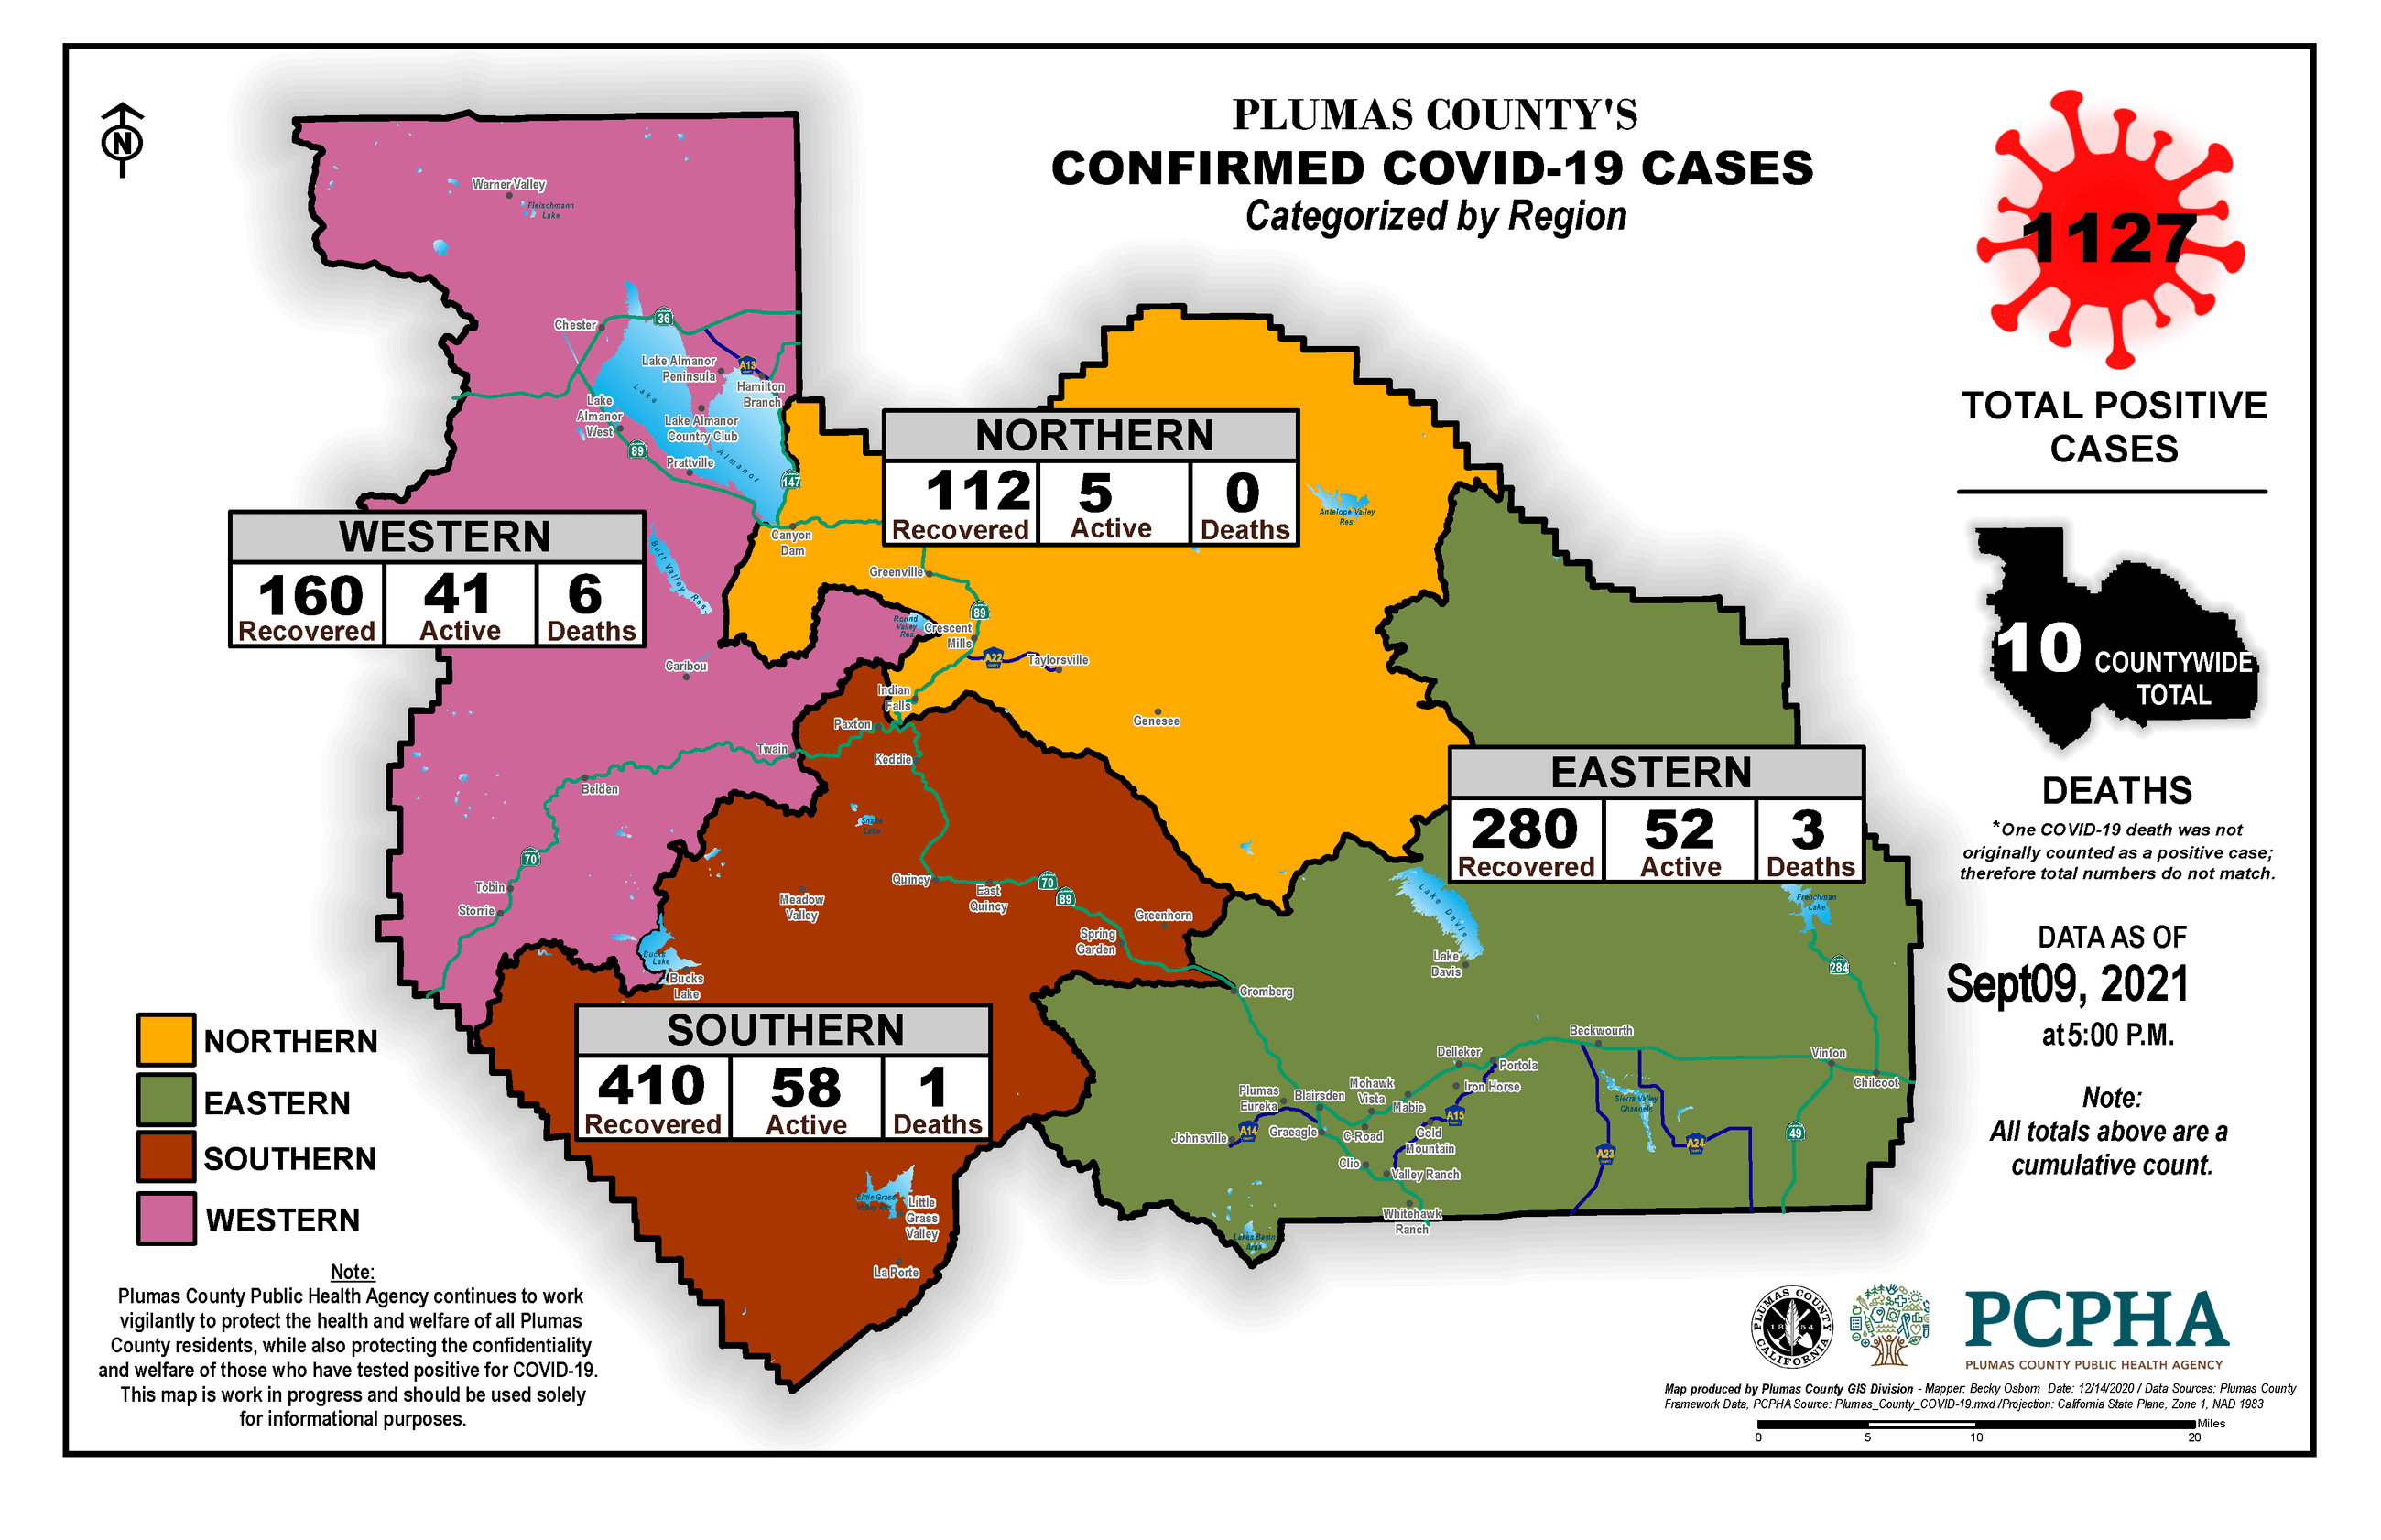 PLUMAS COUNTY'S
CONFIRMED COVID-19 CASES
Categorized by Region
N
1127
TOTAL POSITIVE
CASES
10 COUNTYWIDE
TOTAL
DEATHS
*One COVID-19 death was not
originally counted as a positive case;
therefore total numbers do not match.
DATA AS OF
Sept09, 2021
at 5:00 P.M.
Note:
All totals above are a
cumulative count.
NORTHERN
112 5 0
Recovered Active Deaths
WESTERN
160 41 6
Recovered Active Deaths
EASTERN
280 52 3
Recovered Active Deaths
SOUTHERN
410 58 1
Recovered Active Deaths
Warner Valley
Fleischmann
Lake
Chester
36
A13
Lake Almanor
Peninsula
Hamilton
Branch
Lake
Almanor
West
Lake Almanor
Country Club
Lake Almanor
89
Prattville
147
Canyon
Dam
Butt Valley Res.
Antelope Valley
Res.
Greenville
89
Round
Valley
Res.
Crescent
Mills
A22
Taylorsville
Caribou
Indian
Falls
Genesee
Paxton
Twain
Keddie
Belden
Snake
Lake
70
Tobin
Storrie
Meadow
Valley
Quincy
East
Quincy
70
89
Greenhorn
Spring
Garden
Bucks
Lake
Bucks
Lake
Cromberg
Lake Davis
Lake
Davis
Frenchman
Lake
284
Beckwourth
Delleker
Portola
Vinton
Chilcoot
Iron Horse
Mohawk
Vista
Mabie
Plumas
Eureka
Blairsden
A15
Sierra Valley
Channels
A14
Johnsville
Graeagle
C-Road
Gold
Mountain
A23
A24
49
Clio
Valley Ranch
Whitehawk
Ranch
Lakes Basin
Area
Little Grass
Valley Res.
Little
Grass
Valley
La Porte
NORTHERN
EASTERN
SOUTHERN
WESTERN
Note:
Plumas County Public Health Agency continues to work
vigilantly to protect the health and welfare of all Plumas
County residents, while also protecting the confidentiality
and welfare of those who have tested positive for COVID-19.
This map is work in progress and should be used solely
for informational purposes.
PLUMAS COUNTY
1854
CALIFORNIA
PCPHA
PLUMAS COUNTY PUBLIC HEALTH AGENCY
Map produced by Plumas County GIS Division - Mapper: Becky Osborn Date: 12/14/2020 / Data Sources: Plumas County
Framework Data, PCPHA Source: Plumas_County_COVID-19.mxd /Projection: California State Plane, Zone 1, NAD 1983
Miles
0 5 10 20